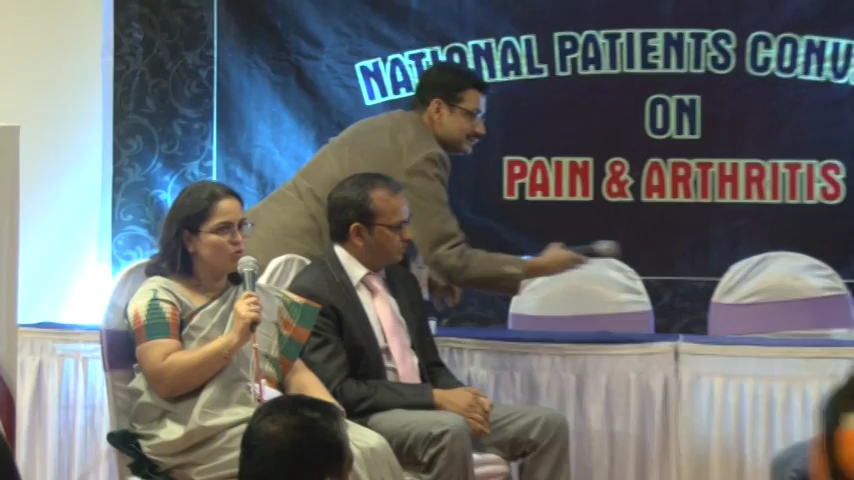 NATIONAL PATIENTS CONV
ON
PAIN & ARTHRITIS